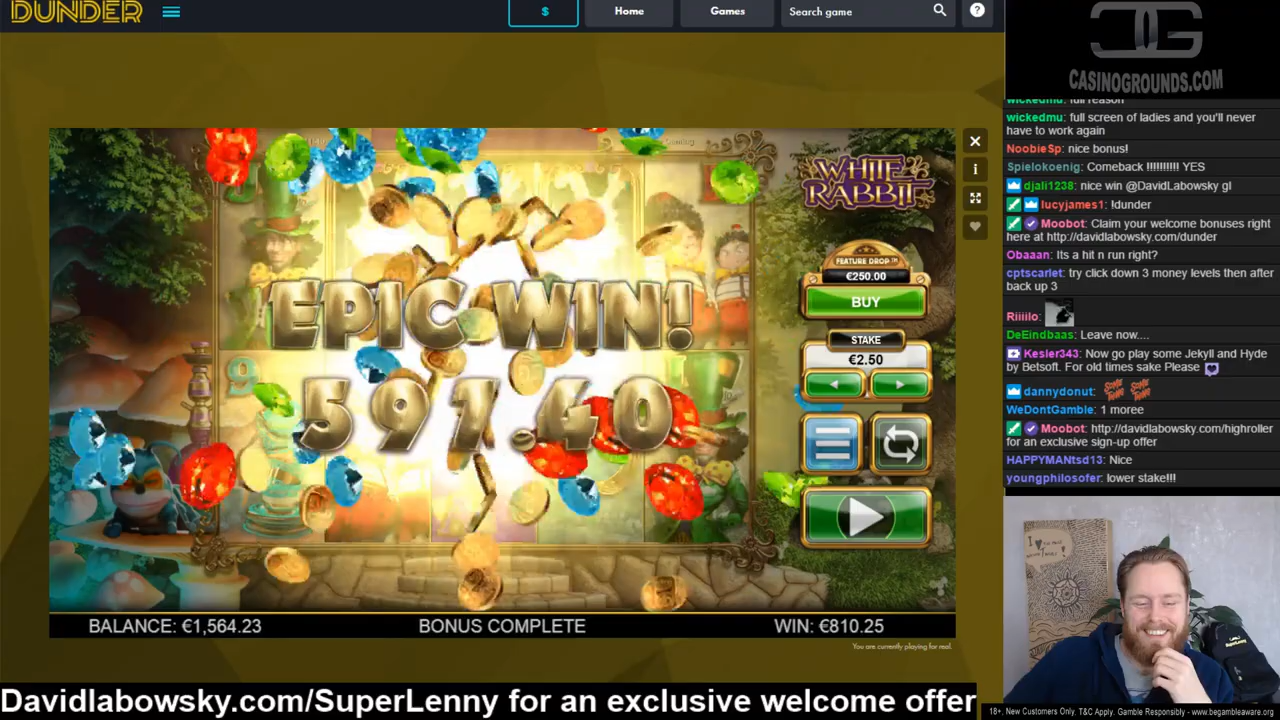 DUNDER
$
Home
Games
Search game
?
CG
CASINOGROUNDS.COM
wickedmu: full reason
wickedmu: full screen of ladies and you'll never
have to work again
NoobieSp: nice bonus!
Spielokoenig: Comeback !!!!!!!!!! YES
djali1238: nice win @DavidLabowsky gl
lucyjames1: !dunder
Moobot: Claim your welcome bonuses right
here at http://davidlabowsky.com/dunder
Obaaan: Its a hit n run right?
cptscarlet: try click down 3 money levels then after
back up 3
Riiiilo:
DeEindbaas: Leave now....
Kesler343: Now go play some Jekyll and Hyde
by Betsoft. For old times sake Please
dannydonut:
WeDontGamble: 1 moree
Moobot: http://davidlabowsky.com/highroller
for an exclusive sign-up offer
HAPPYMANtsd13: Nice
youngphilosofer: lower stake!!!
WHITE
RABBIT
FEATURE DROP™
€250.00
BUY
STAKE
€2.50
EPIC WIN!
597.40
BALANCE: €1,564.23
BONUS COMPLETE
WIN: €810.25
You are currently playing for real.
Davidlabowsky.com/SuperLenny for an exclusive welcome offer
18+, New Customers Only, T&C Apply, Gamble Responsibly - www.begambleaware.org